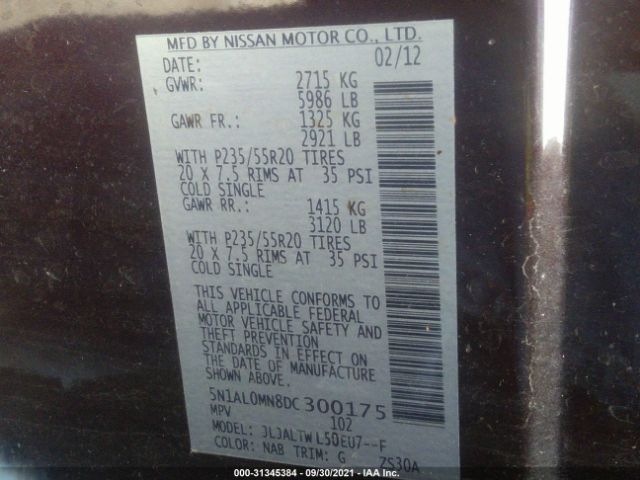 MFD BY NISSAN MOTOR CO., LTD.
DATE: 02/12
GVWR: 2715 KG
5986 LB
GAWR FR.: 1325 KG
2921 LB
WITH P235/55R20 TIRES
20 X 7.5 RIMS AT 35 PSI
COLD SINGLE
GAWR RR.: 1415 KG
3120 LB
WITH P235/55R20 TIRES
20 X 7.5 RIMS AT 35 PSI
COLD SINGLE
THIS VEHICLE CONFORMS TO
ALL APPLICABLE FEDERAL
MOTOR VEHICLE SAFETY AND
THEFT PREVENTION
STANDARDS IN EFFECT ON
THE DATE OF MANUFACTURE
SHOWN ABOVE.
5N1AL0MN8DC300175
MPV 102
MODEL: JLJALTWL50EU7--F
COLOR: NAB TRIM: G ZS30A
000-31345384 - 09/30/2021 - IAA Inc.